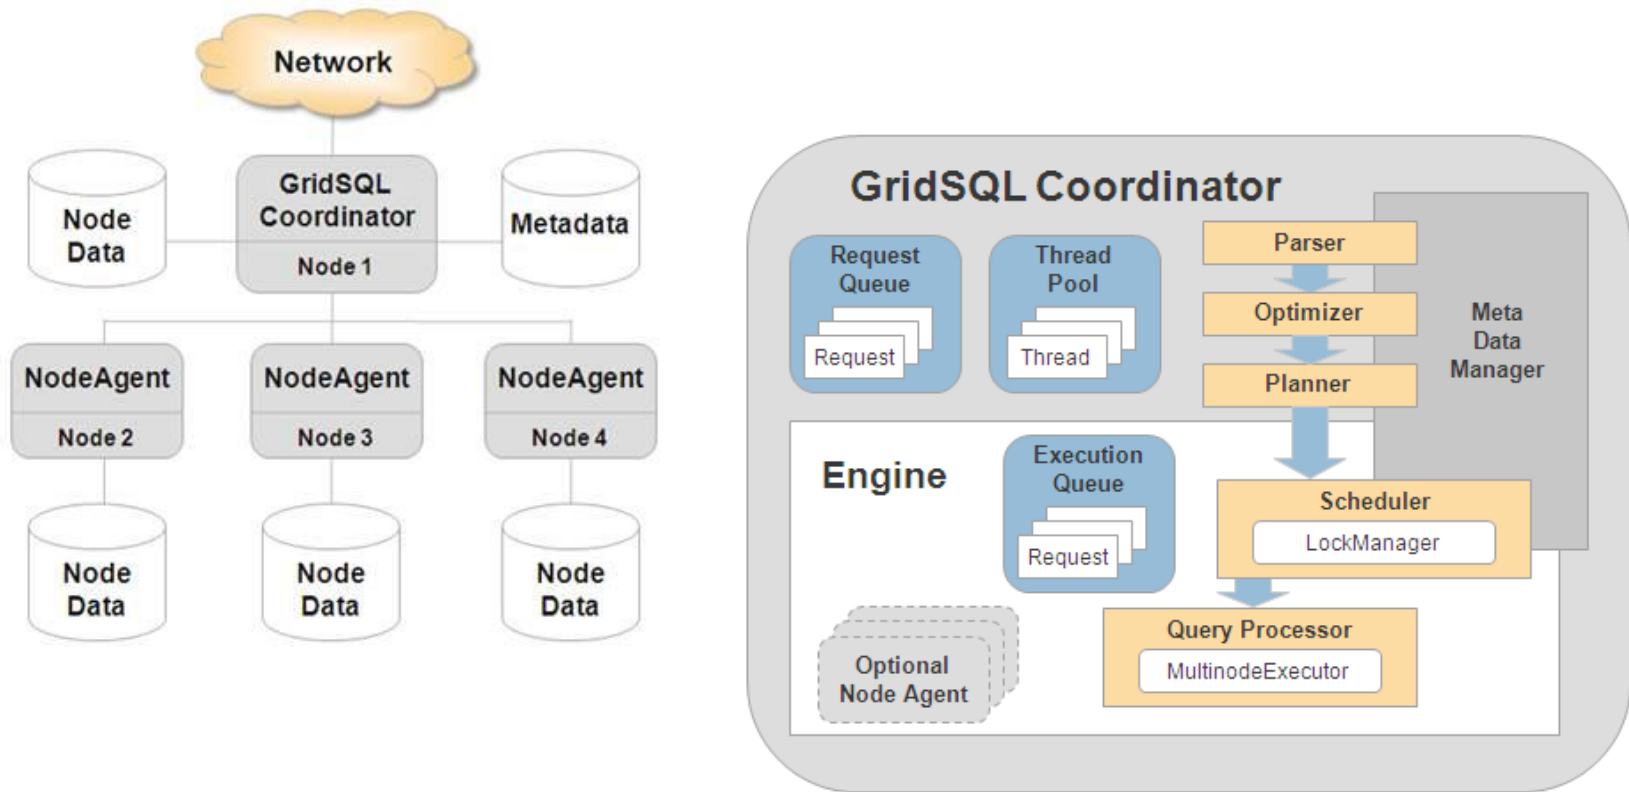 Network
Node
Data
GridSQL
Coordinator
Node 1
Metadata
NodeAgent
Node 2
NodeAgent
Node 3
NodeAgent
Node 4
Node
Data
Node
Data
Node
Data
GridSQL Coordinator
Request
Queue
Request
Thread
Pool
Thread
Parser
Optimizer
Planner
Meta
Data
Manager
Engine
Execution
Queue
Request
Scheduler
LockManager
Optional
Node Agent
Query Processor
MultinodeExecutor